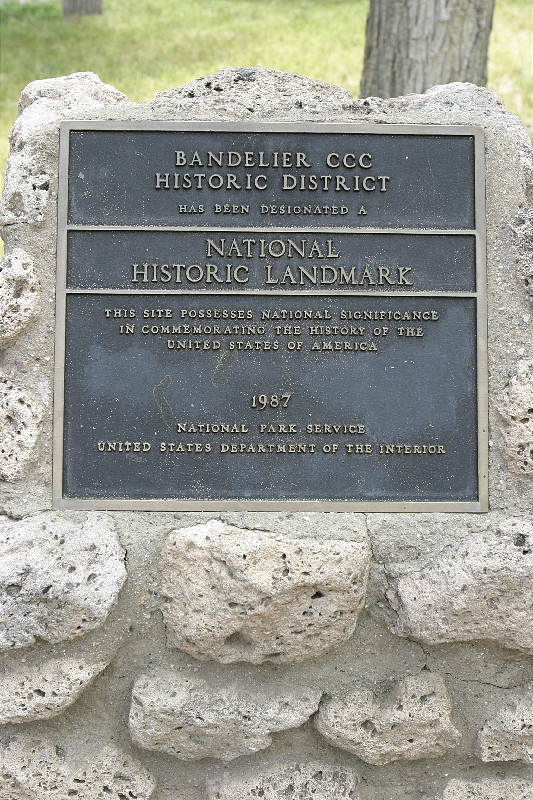 BANDELIER CCC
HISTORIC DISTRICT
HAS BEEN DESIGNATED A
NATIONAL
HISTORIC LANDMARK
THIS SITE POSSESSES NATIONAL SIGNIFICANCE
IN COMMEMORATING THE HISTORY OF THE
UNITED STATES OF AMERICA
1987
NATIONAL PARK SERVICE
UNITED STATES DEPARTMENT OF THE INTERIOR